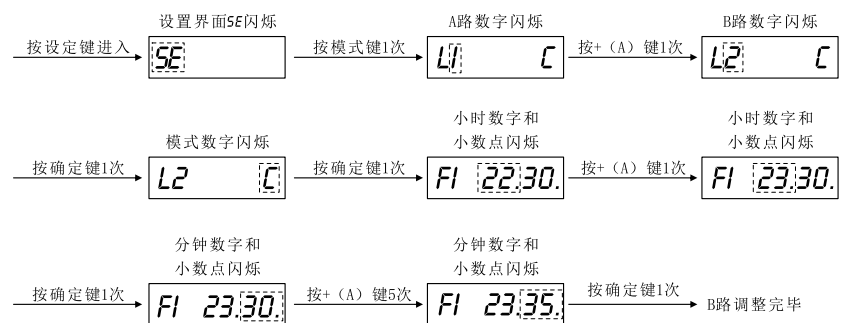 设置界面SE闪烁 A路数字闪烁 B路数字闪烁
按设定键进入 SE 按模式键1次 L1 C 按+（A）键1次 L2 C
模式数字闪烁 小时数字和 小时数字和
小数点闪烁 小数点闪烁
按确定键1次 L2 C 按确定键1次 F1 22.30. 按+（A）键1次 F1 23.30.
分钟数字和 分钟数字和
小数点闪烁 小数点闪烁
按确定键1次 F1 23.30. 按+（A）键5次 F1 23.35. 按确定键1次 B路调整完毕